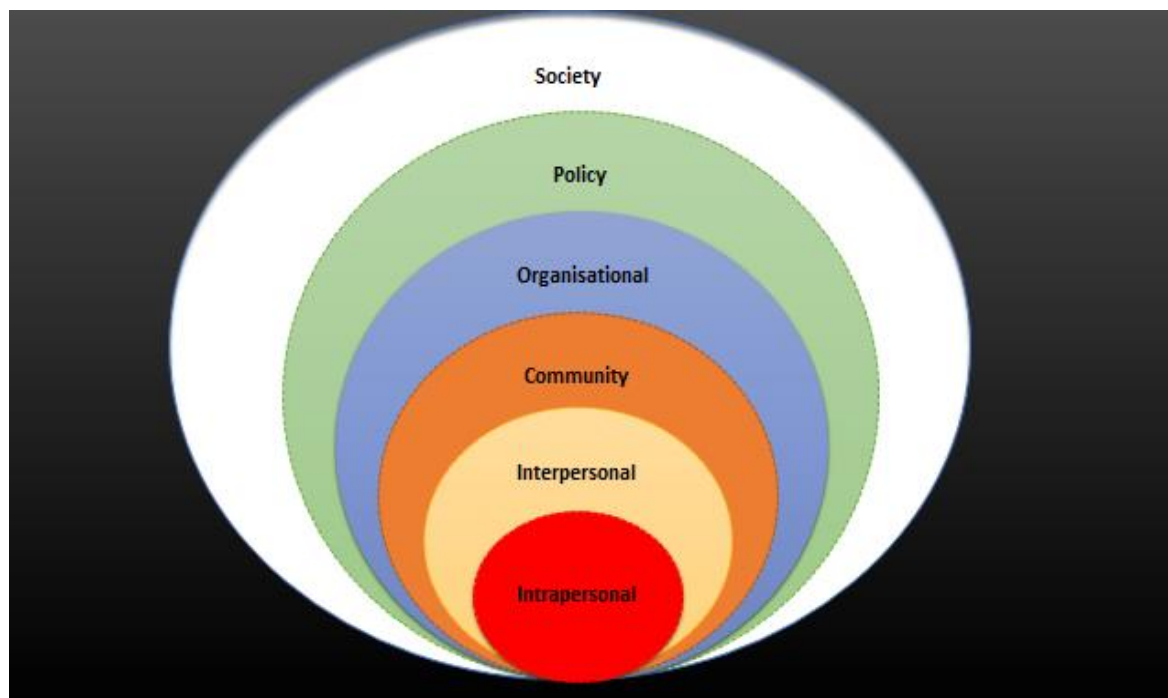 Society
Policy
Organisational
Community
Interpersonal
Intrapersonal